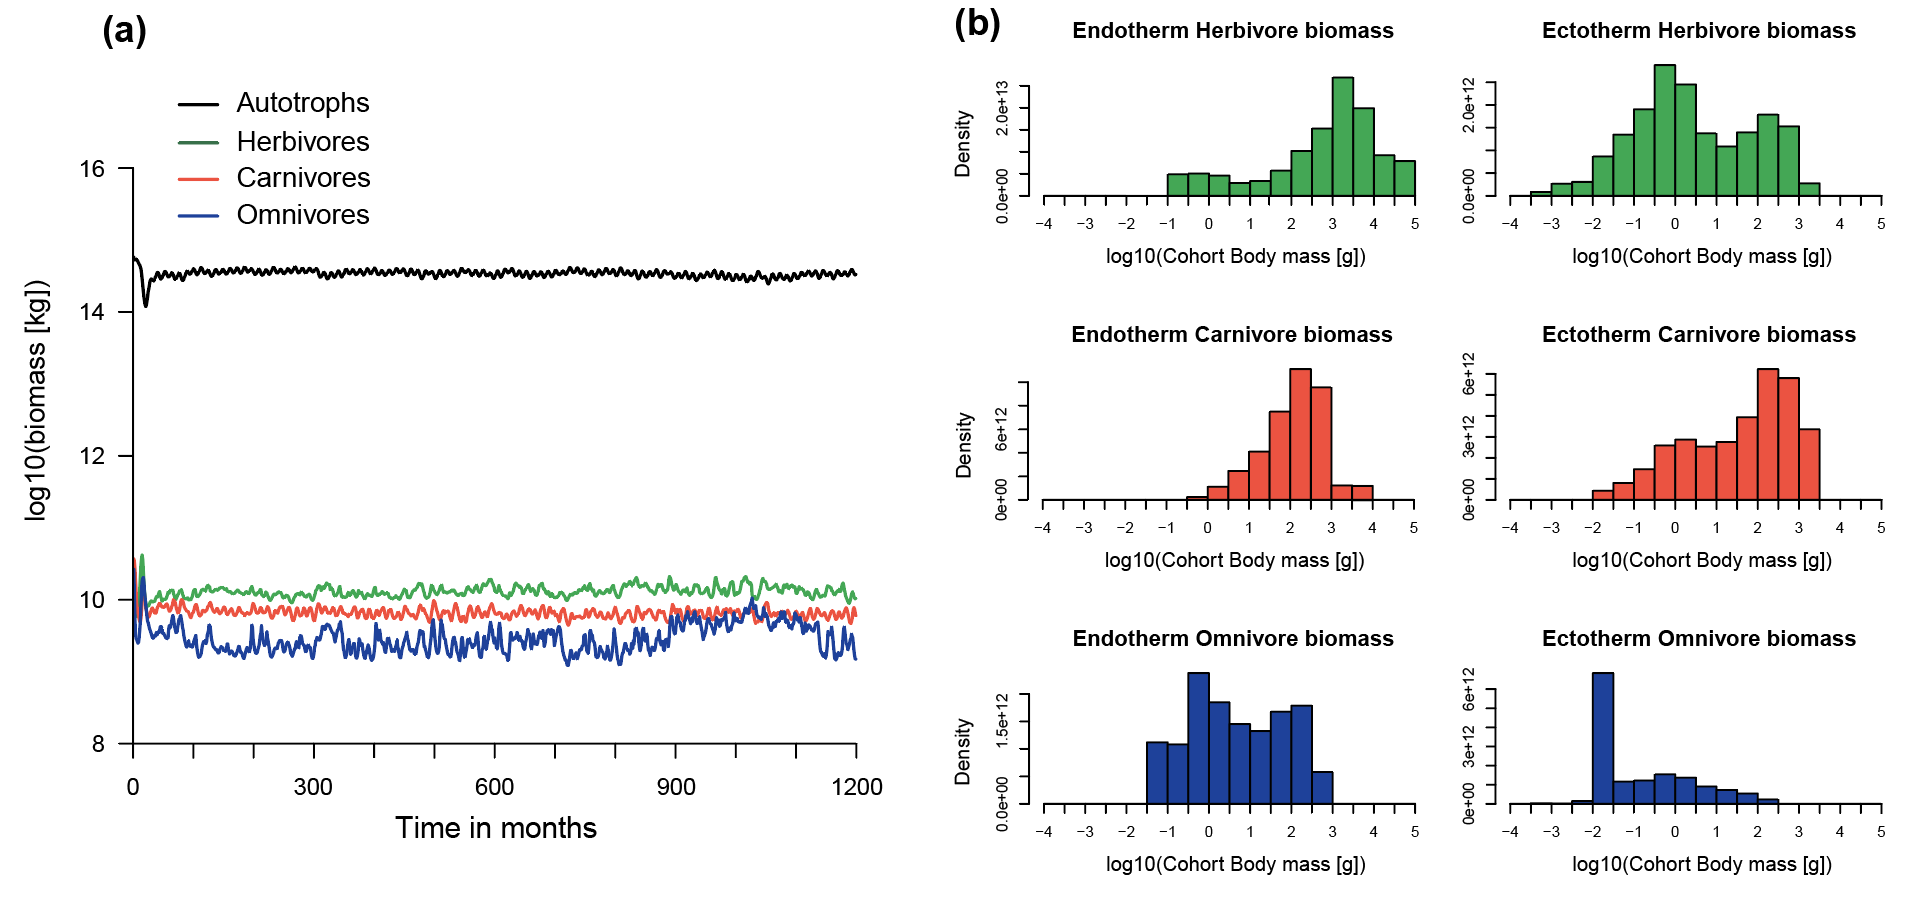 (a)
Autotrophs
Herbivores
Carnivores
Omnivores
log10(biomass [kg])
16
14
12
10
8
0 300 600 900 1200
Time in months
(b)
Endotherm Herbivore biomass
Density
0.0e+00 2.0e+13
−4 −3 −2 −1 0 1 2 3 4 5
log10(Cohort Body mass [g])
Ectotherm Herbivore biomass
0.0e+00 2.0e+12
−4 −3 −2 −1 0 1 2 3 4 5
log10(Cohort Body mass [g])
Endotherm Carnivore biomass
Density
0e+00 6e+12
−4 −3 −2 −1 0 1 2 3 4 5
log10(Cohort Body mass [g])
Ectotherm Carnivore biomass
0e+00 3e+12 6e+12
−4 −3 −2 −1 0 1 2 3 4 5
log10(Cohort Body mass [g])
Endotherm Omnivore biomass
Density
0.0e+00 1.5e+12
−4 −3 −2 −1 0 1 2 3 4 5
log10(Cohort Body mass [g])
Ectotherm Omnivore biomass
0e+00 3e+12 6e+12
−4 −3 −2 −1 0 1 2 3 4 5
log10(Cohort Body mass [g])